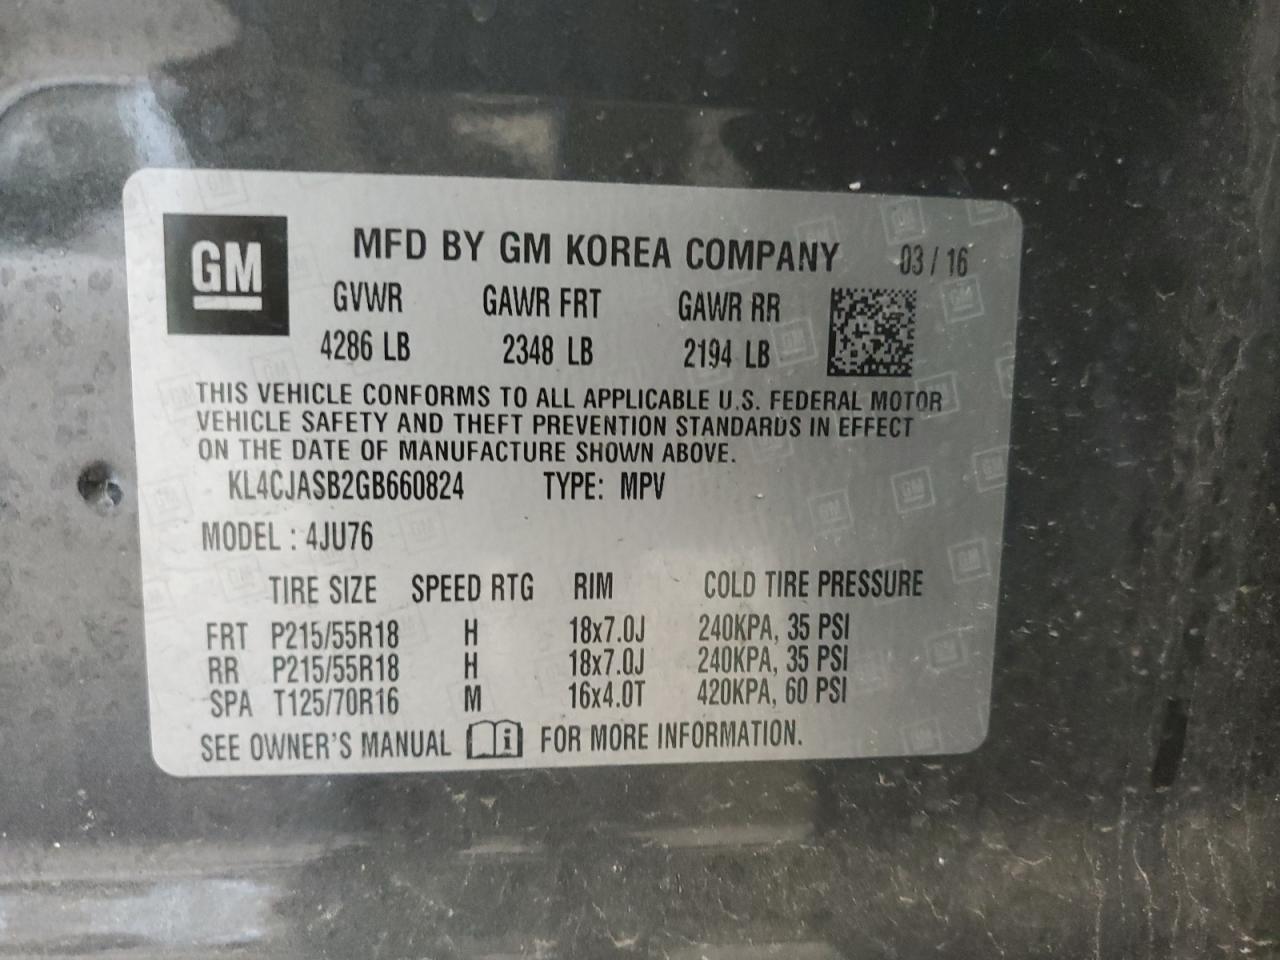 GM
MFD BY GM KOREA COMPANY 03 / 16
GVWR GAWR FRT GAWR RR
4286 LB 2348 LB 2194 LB
THIS VEHICLE CONFORMS TO ALL APPLICABLE U.S. FEDERAL MOTOR
VEHICLE SAFETY AND THEFT PREVENTION STANDARDS IN EFFECT
ON THE DATE OF MANUFACTURE SHOWN ABOVE.
KL4CJASB2GB660824 TYPE: MPV
MODEL : 4JU76
TIRE SIZE SPEED RTG RIM COLD TIRE PRESSURE
FRT P215/55R18 H 18x7.0J 240KPA, 35 PSI
RR P215/55R18 H 18x7.0J 240KPA, 35 PSI
SPA T125/70R16 M 16x4.0T 420KPA, 60 PSI
SEE OWNER'S MANUAL i FOR MORE INFORMATION.